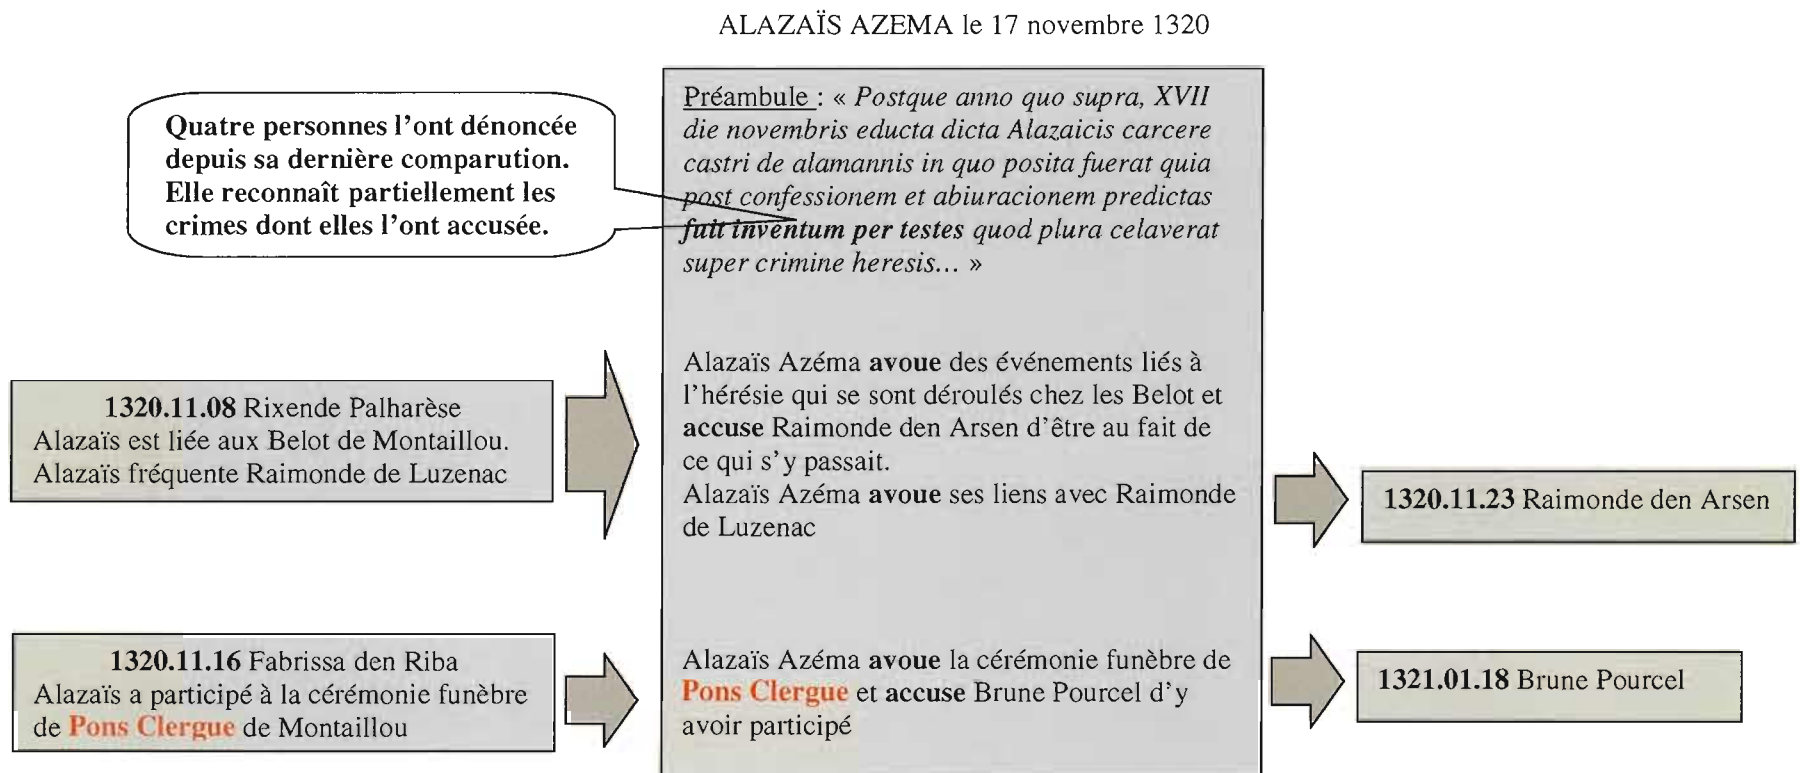 ALAZAÏS AZEMA le 17 novembre 1320
Quatre personnes l'ont dénoncée
depuis sa dernière comparution.
Elle reconnaît partiellement les
crimes dont elles l'ont accusée.
Préambule : « Postque anno quo supra, XVII
die novembris educta dicta Alazaicis carcere
castri de alamannis in quo posita fuerat quia
post confessionem et abiuracionem predictas
fuit inventum per testes quod plura celaverat
super crimine heresis... »
1320.11.08 Rixende Palharèse
Alazaïs est liée aux Belot de Montaillou.
Alazaïs fréquente Raimonde de Luzenac
Alazaïs Azéma avoue des événements liés à
l'hérésie qui se sont déroulés chez les Belot et
accuse Raimonde den Arsen d'être au fait de
ce qui s'y passait.
Alazaïs Azéma avoue ses liens avec Raimonde
de Luzenac
1320.11.23 Raimonde den Arsen
1320.11.16 Fabrissa den Riba
Alazaïs a participé à la cérémonie funèbre
de Pons Clergue de Montaillou
Alazaïs Azéma avoue la cérémonie funèbre de
Pons Clergue et accuse Brune Pourcel d'y
avoir participé
1321.01.18 Brune Pourcel